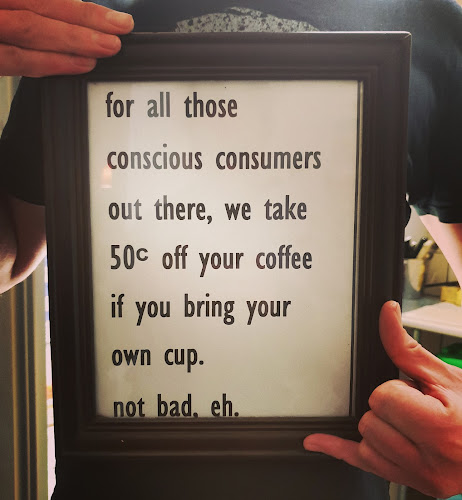 for all those
conscious consumers
out there, we take
50c off your coffee
if you bring your
own cup.
not bad, eh.